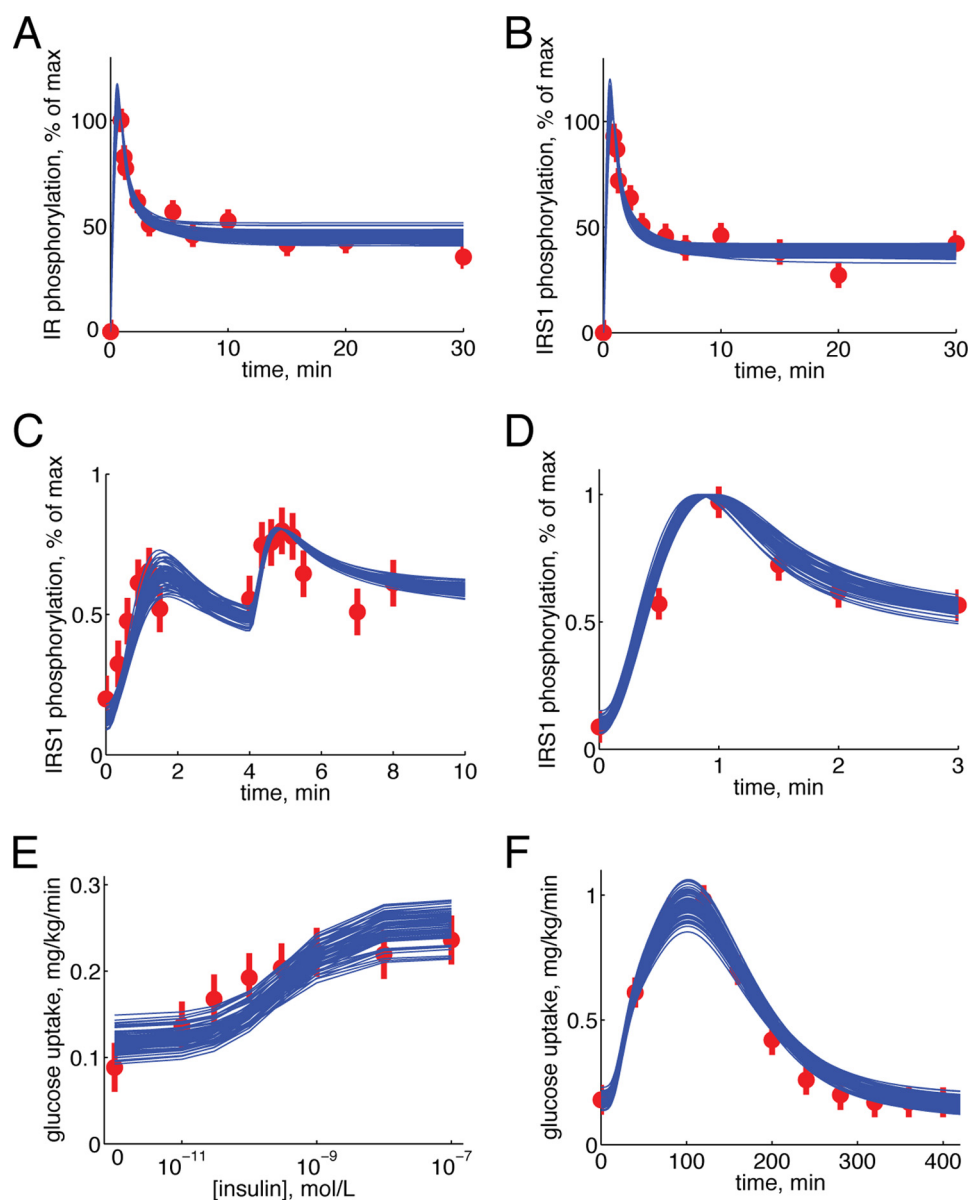 A
IR phosphorylation, % of max
100
50
0
0 10 20 30
time, min
B
IRS1 phosphorylation, % of max
100
50
0
0 10 20 30
time, min
C
IRS1 phosphorylation, % of max
1
0.5
0
0 2 4 6 8 10
time, min
D
IRS1 phosphorylation, % of max
1
0.5
0
0 1 2 3
time, min
E
glucose uptake, mg/kg/min
0.3
0.2
0.1
0
0 10⁻¹¹ 10⁻⁹ 10⁻⁷
[insulin], mol/L
F
glucose uptake, mg/kg/min
1
0.5
0
0 100 200 300 400
time, min